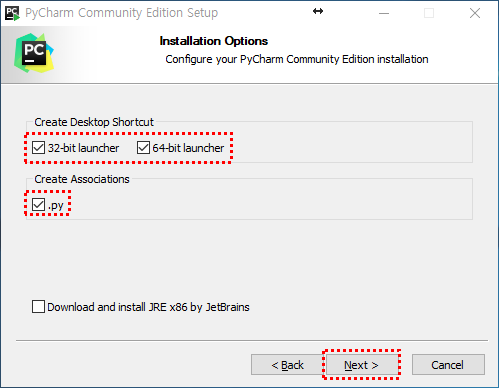 PyCharm Community Edition Setup
PC
Installation Options
Configure your PyCharm Community Edition installation
Create Desktop Shortcut
32-bit launcher 64-bit launcher
Create Associations
.py
Download and install JRE x86 by JetBrains
< Back Next > Cancel